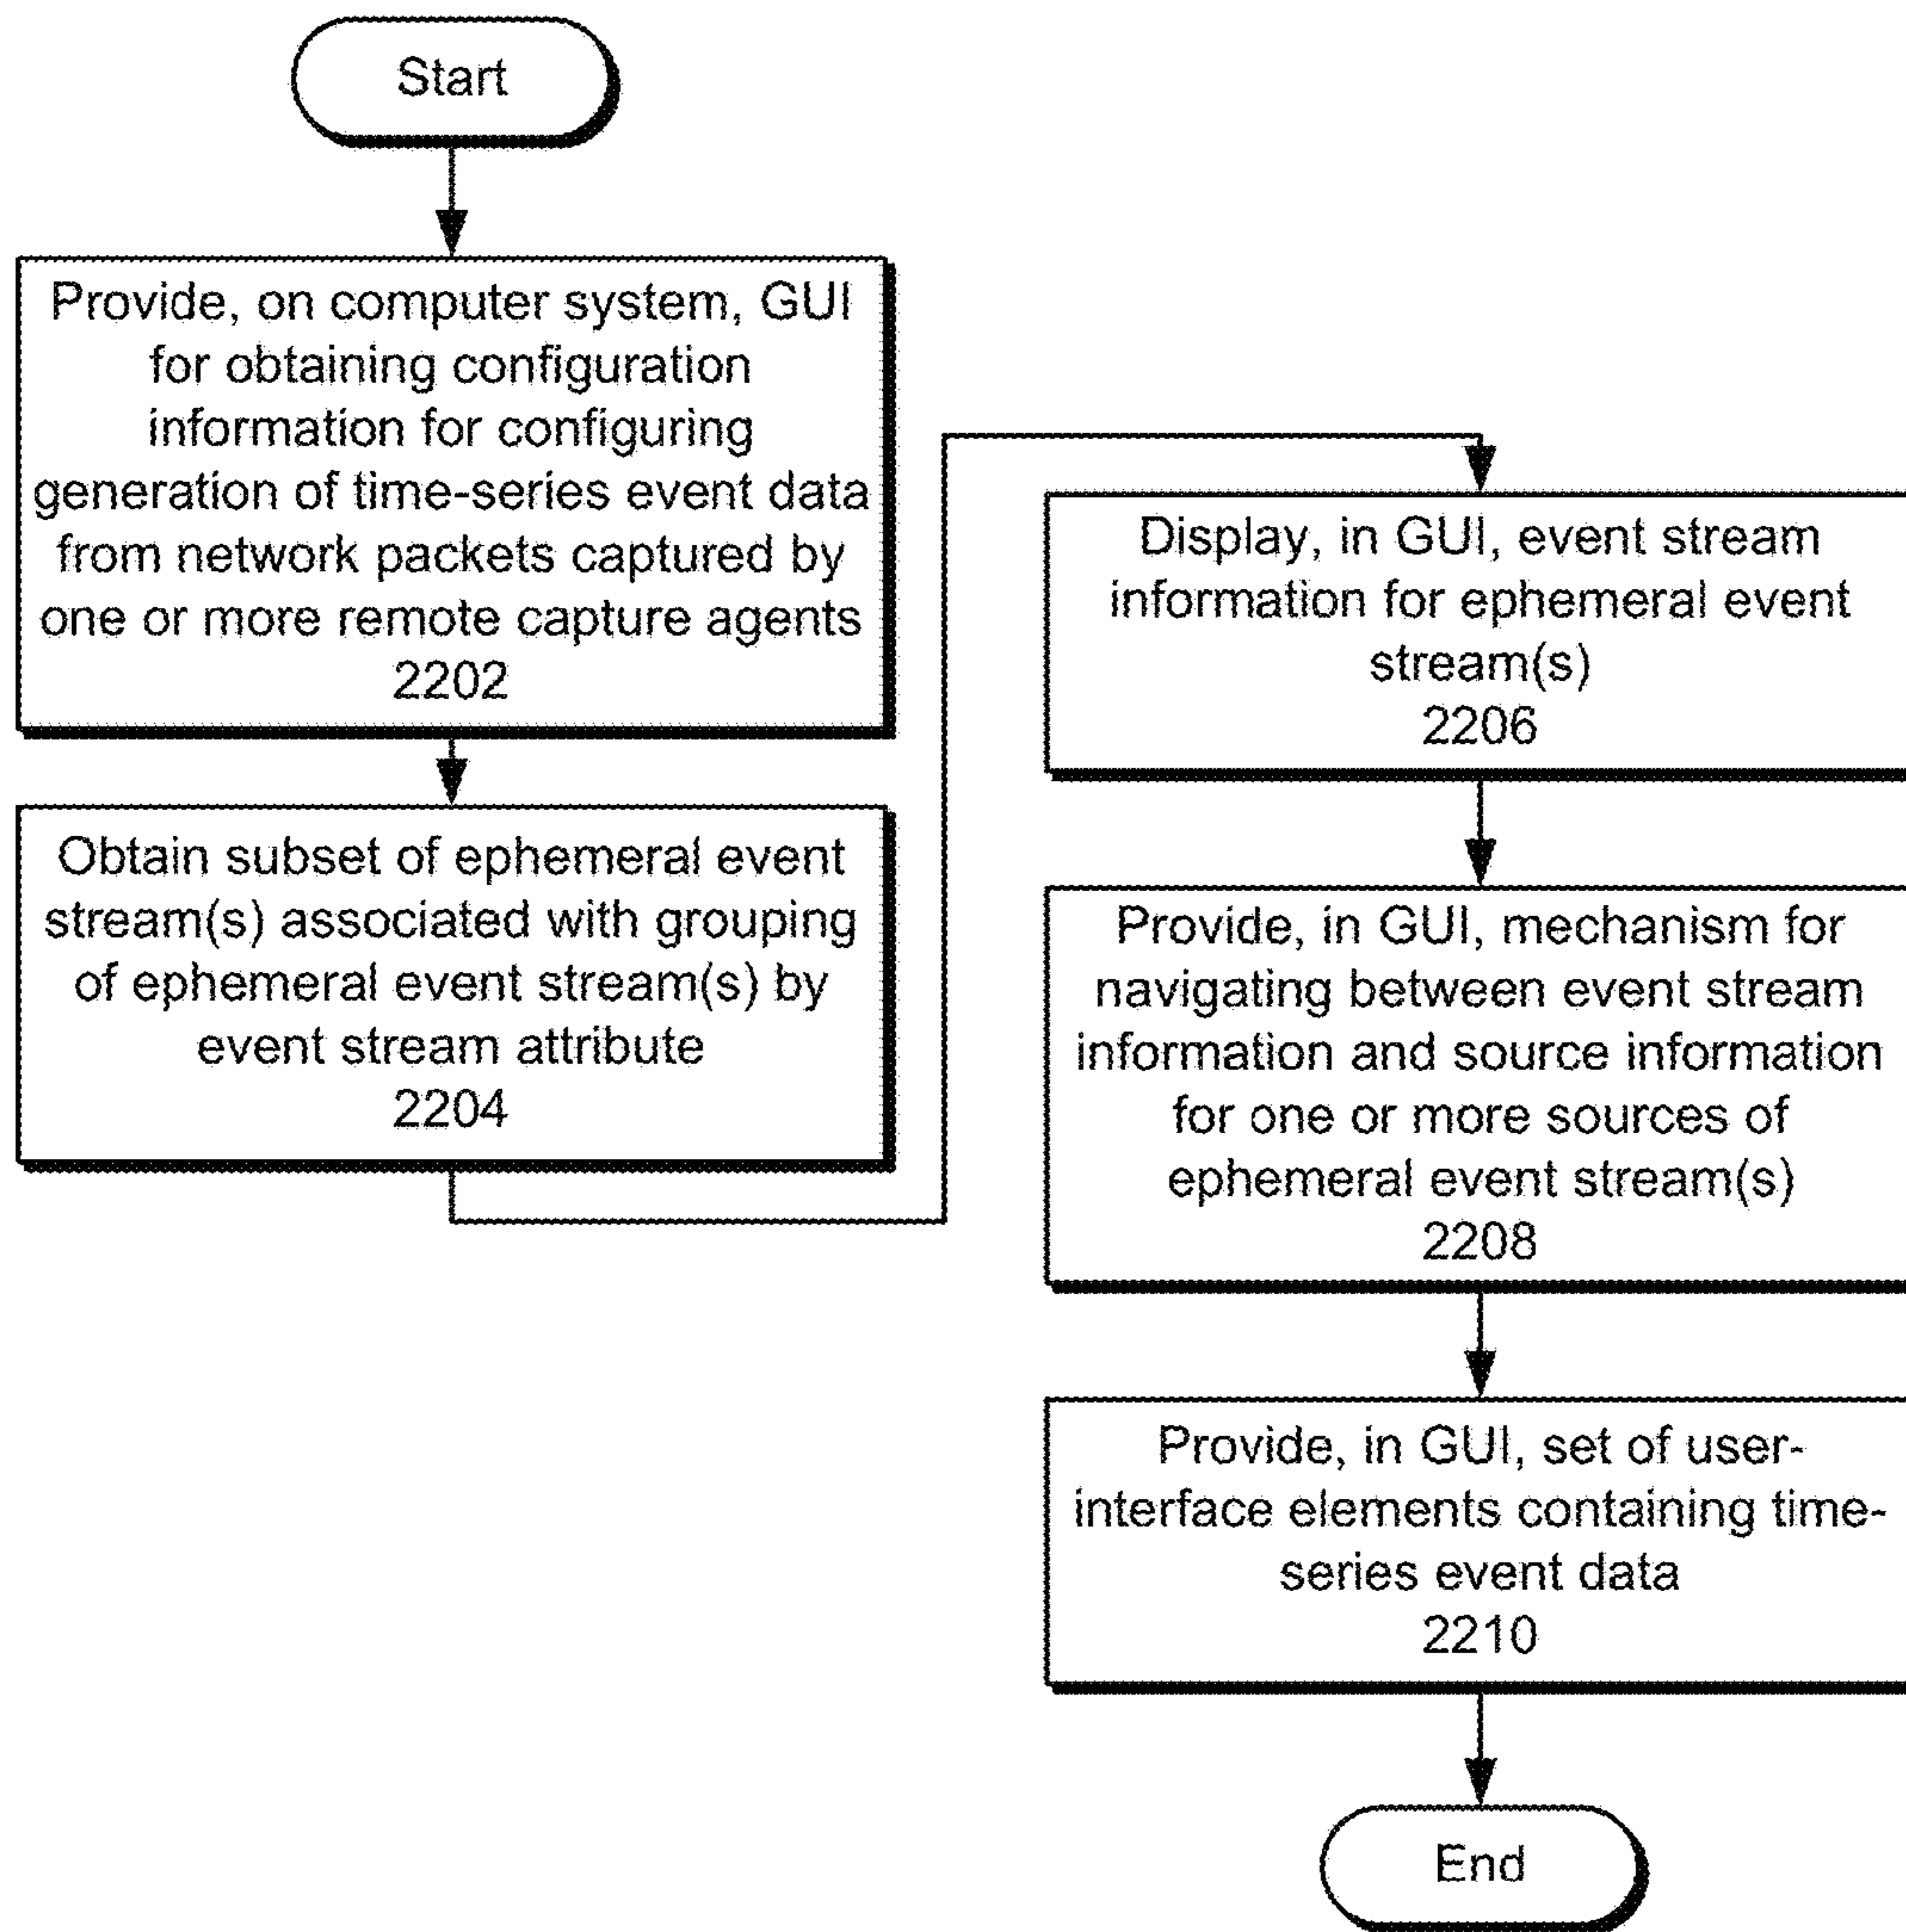 Start
Provide, on computer system, GUI
for obtaining configuration
information for configuring
generation of time-series event data
from network packets captured by
one or more remote capture agents
2202
Obtain subset of ephemeral event
stream(s) associated with grouping
of ephemeral event stream(s) by
event stream attribute
2204
Display, in GUI, event stream
information for ephemeral event
stream(s)
2206
Provide, in GUI, mechanism for
navigating between event stream
information and source information
for one or more sources of
ephemeral event stream(s)
2208
Provide, in GUI, set of user-
interface elements containing time-
series event data
2210
End